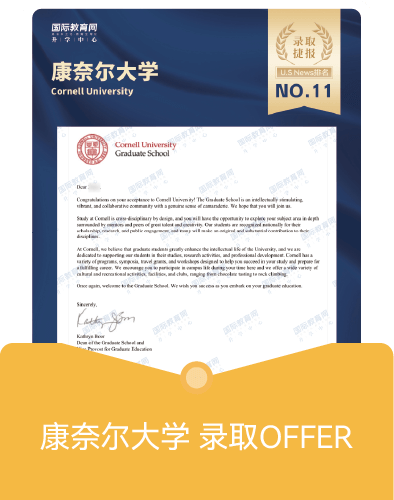 国际教育网
升学中心
录取
捷报
U.S News排名
NO.11
康奈尔大学
Cornell University
Cornell University
Graduate School
Dear
Congratulations on your acceptance to Cornell University! The Graduate School is an intellectually stimulating,
vibrant, and collaborative community with a genuine sense of camaraderie. We hope that you will join us.
Study at Cornell is cross-disciplinary by design, and you will have the opportunity to explore your subject area in depth
surrounded by mentors and peers of great talent and creativity. Our students are recognized nationally for their
scholarship, research, and public engagement, and many will make an original and substantial contribution to their
discipline.
At Cornell, we believe that graduate students greatly enhance the intellectual life of the University, and we are
dedicated to supporting our students in their studies, research activities, and professional development. Cornell has a
variety of programs, symposia, travel grants, and workshops designed to help you succeed in your study and prepare for
a fulfilling career. We encourage you to participate in campus life during your time here and we offer a wide variety of
cultural and recreational activities, facilities, and clubs, ranging from chocolate tasting to rock climbing.
Once again, welcome to the Graduate School. We wish you success as you embark on your graduate education.
Sincerely,
Kathryn Boor
Dean of the Graduate School and
Vice Provost for Graduate Education
康奈尔大学 录取OFFER